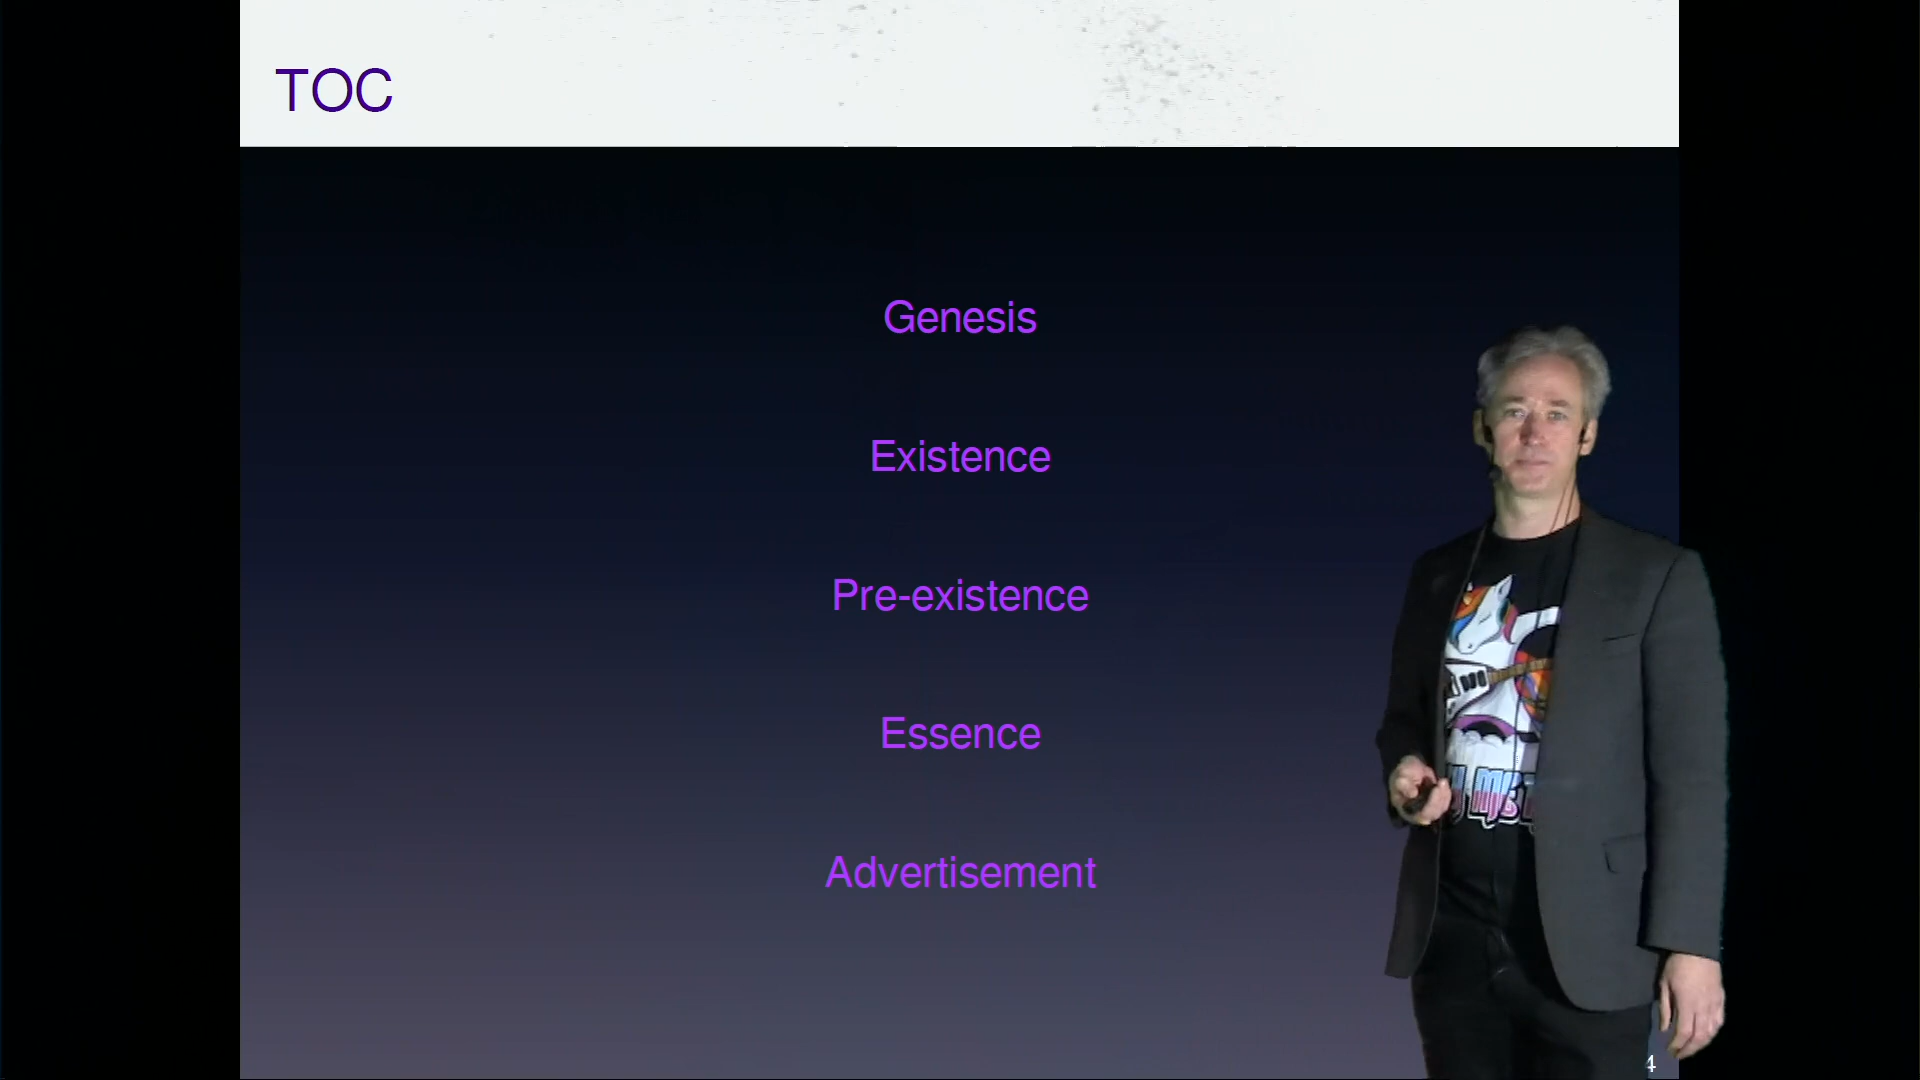 TOC
Genesis
Existence
Pre-existence
Essence
Advertisement
4